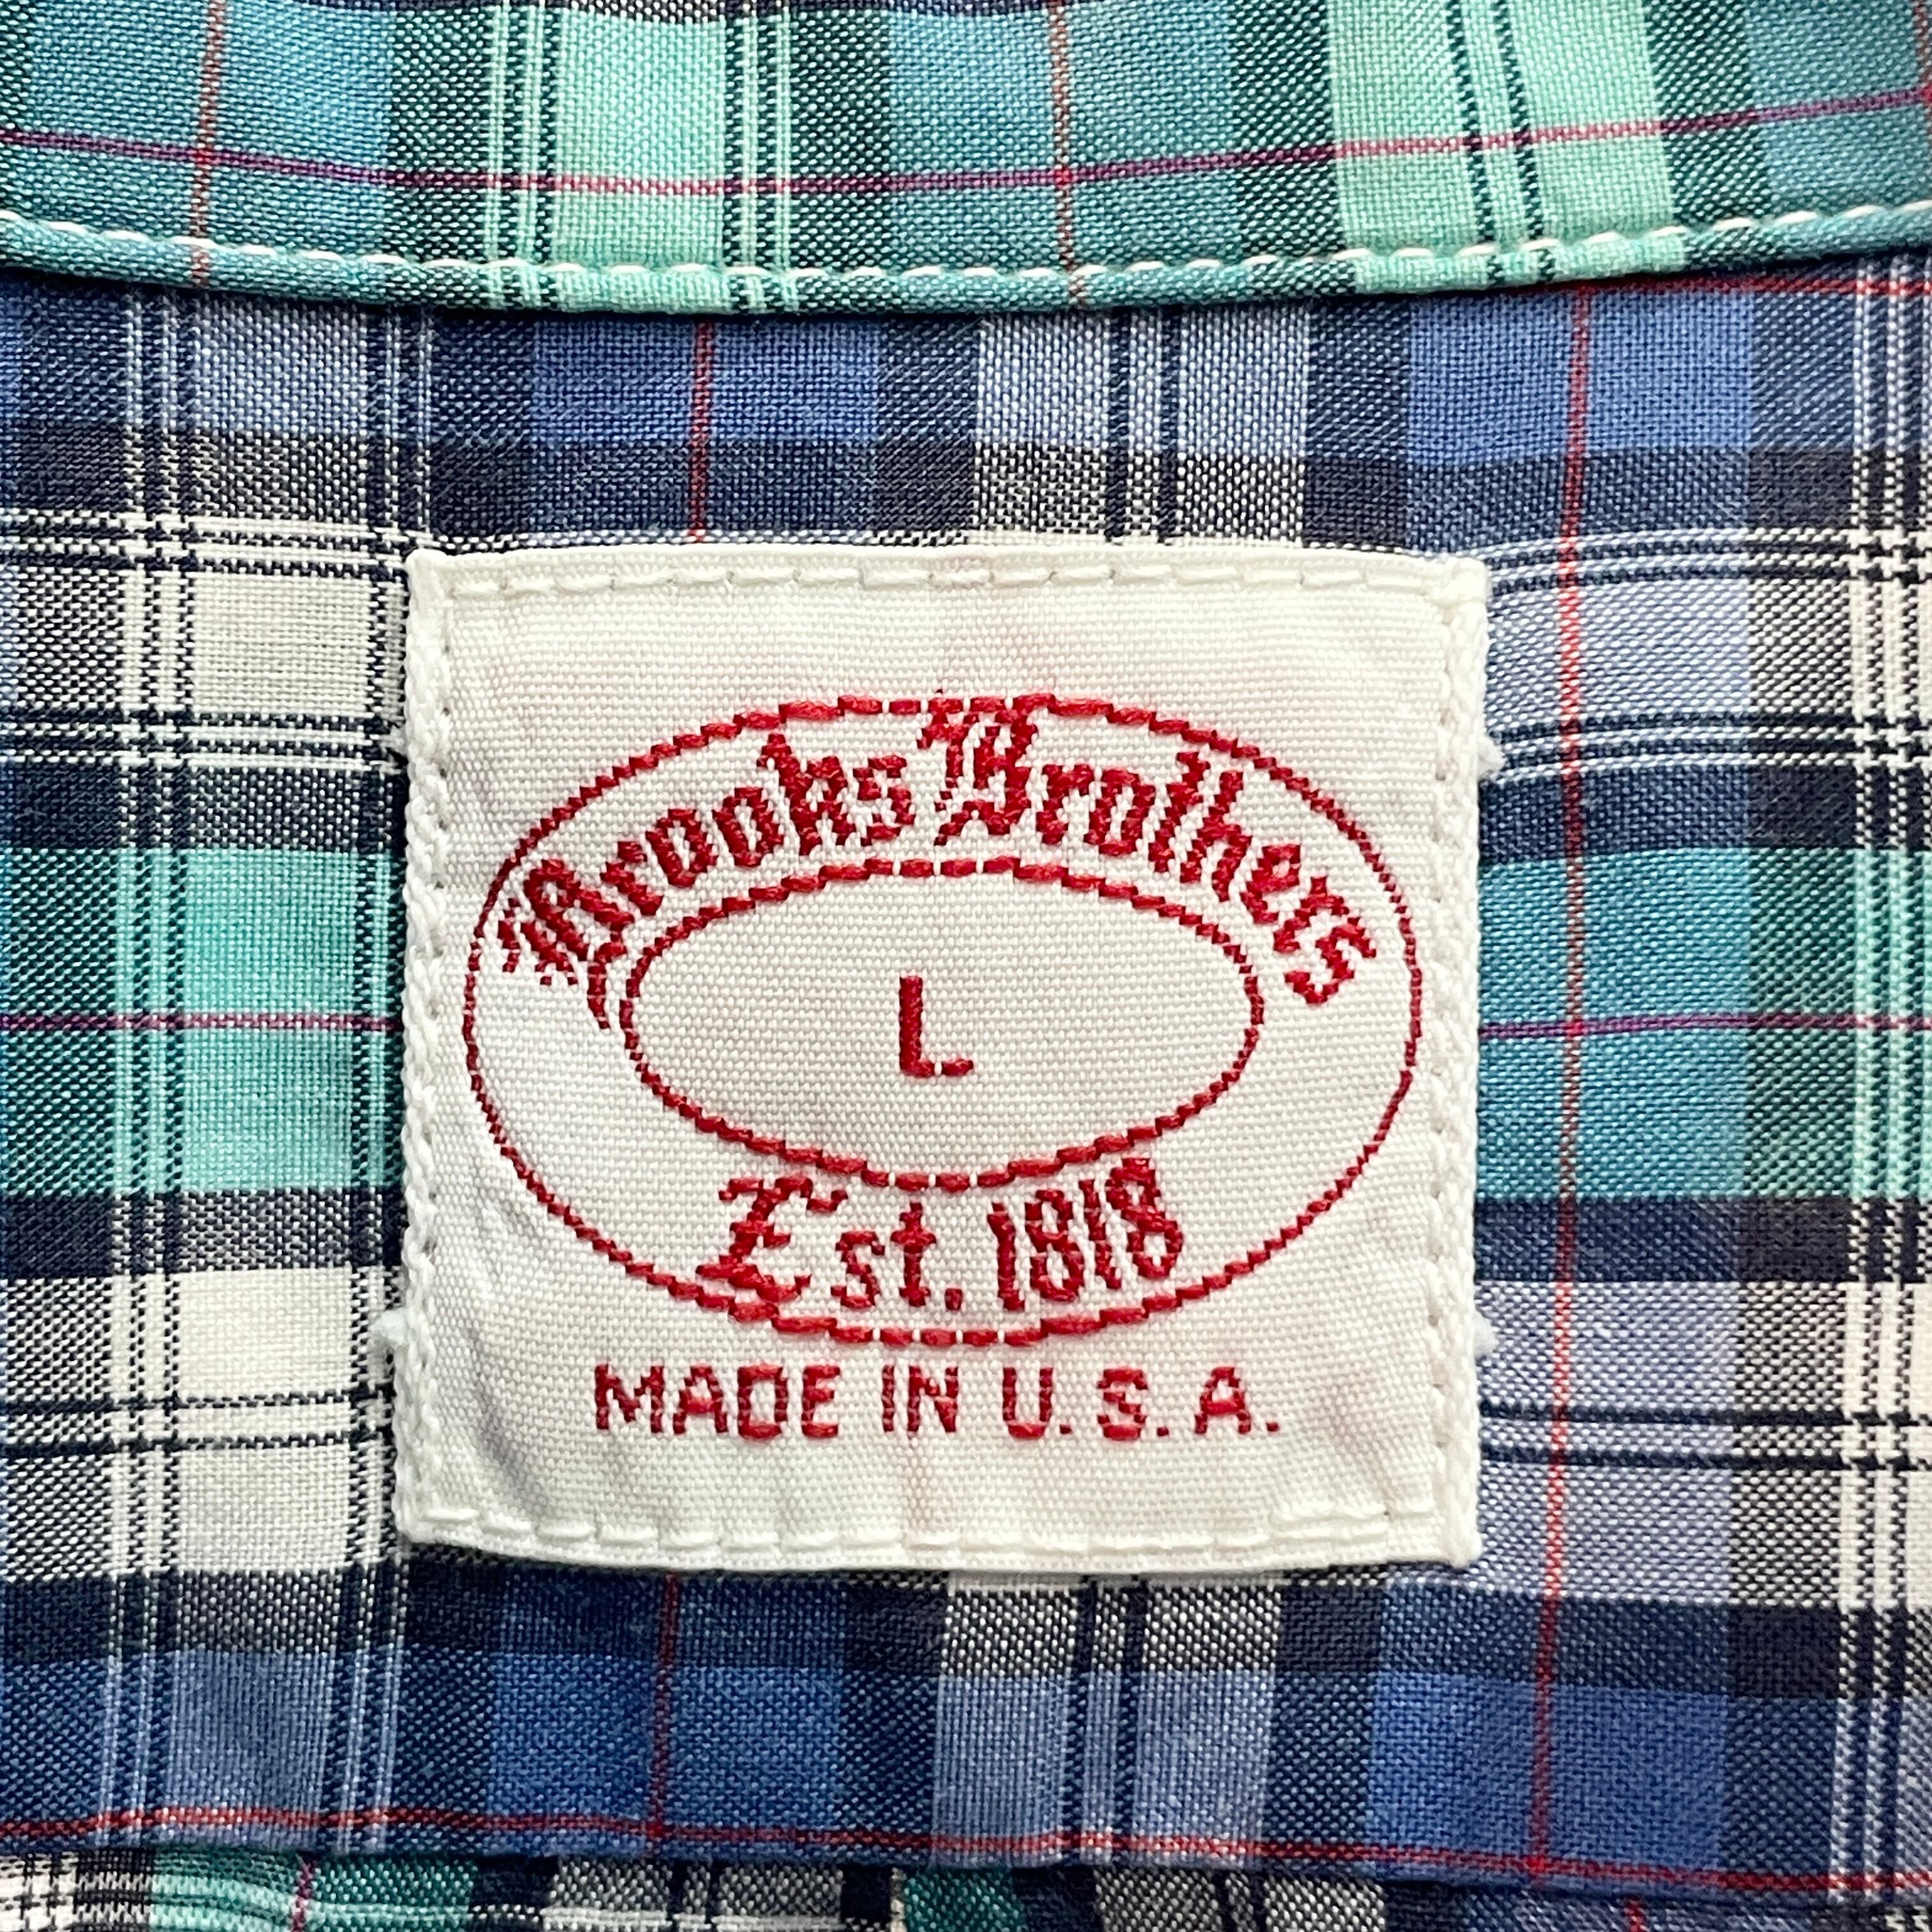 Brooks Brothers
L
Est. 1818
MADE IN U.S.A.